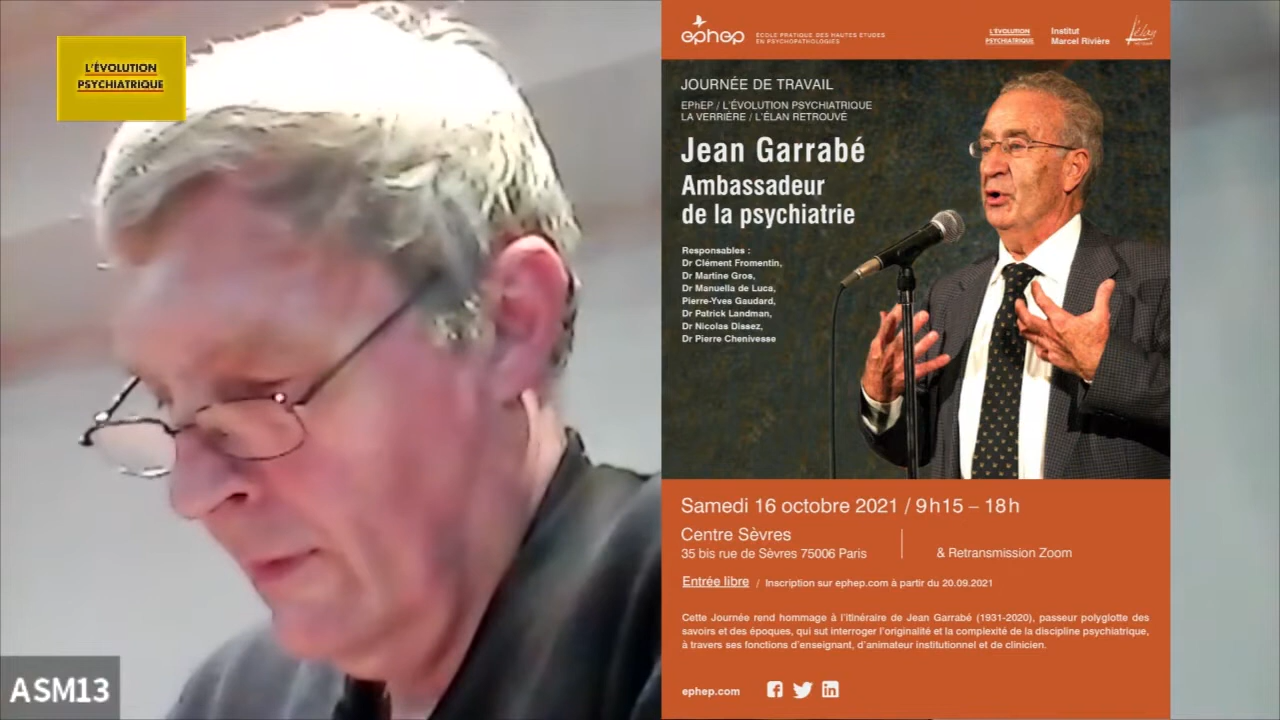 L'ÉVOLUTION
PSYCHIATRIQUE
ephep
ÉCOLE PRATIQUE DES HAUTES ÉTUDES
EN PSYCHOPATHOLOGIES
L'ÉVOLUTION
PSYCHIATRIQUE
Institut
Marcel Rivière
L'élan
JOURNÉE DE TRAVAIL
EPhEP / L'ÉVOLUTION PSYCHIATRIQUE
LA VERRIÈRE / L'ÉLAN RETROUVÉ
Jean Garrabé
Ambassadeur
de la psychiatrie
Responsables :
Dr Clément Fromentin,
Dr Martine Gros,
Dr Manuella de Luca,
Pierre-Yves Gaudard,
Dr Patrick Landman,
Dr Nicolas Dissez,
Dr Pierre Chenivesse
Samedi 16 octobre 2021 / 9h15 – 18h
Centre Sèvres
35 bis rue de Sèvres 75006 Paris
& Retransmission Zoom
Entrée libre / Inscription sur ephep.com à partir du 20.09.2021
Cette Journée rend hommage à l'itinéraire de Jean Garrabé (1931-2020), passeur polyglotte des
savoirs et des époques, qui sut interroger l'originalité et la complexité de la discipline psychiatrique,
à travers ses fonctions d'enseignant, d'animateur institutionnel et de clinicien.
ephep.com
ASM13